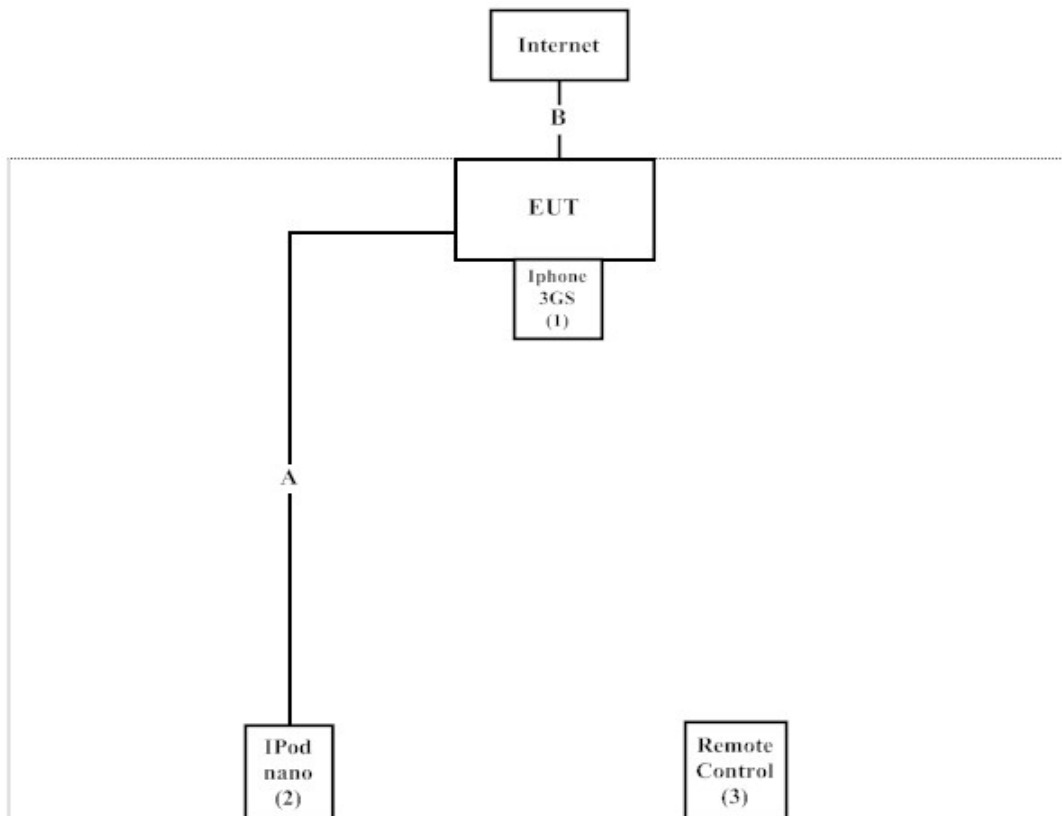 Internet
B
EUT
Iphone
3GS
(1)
A
IPod
nano
(2)
Remote
Control
(3)